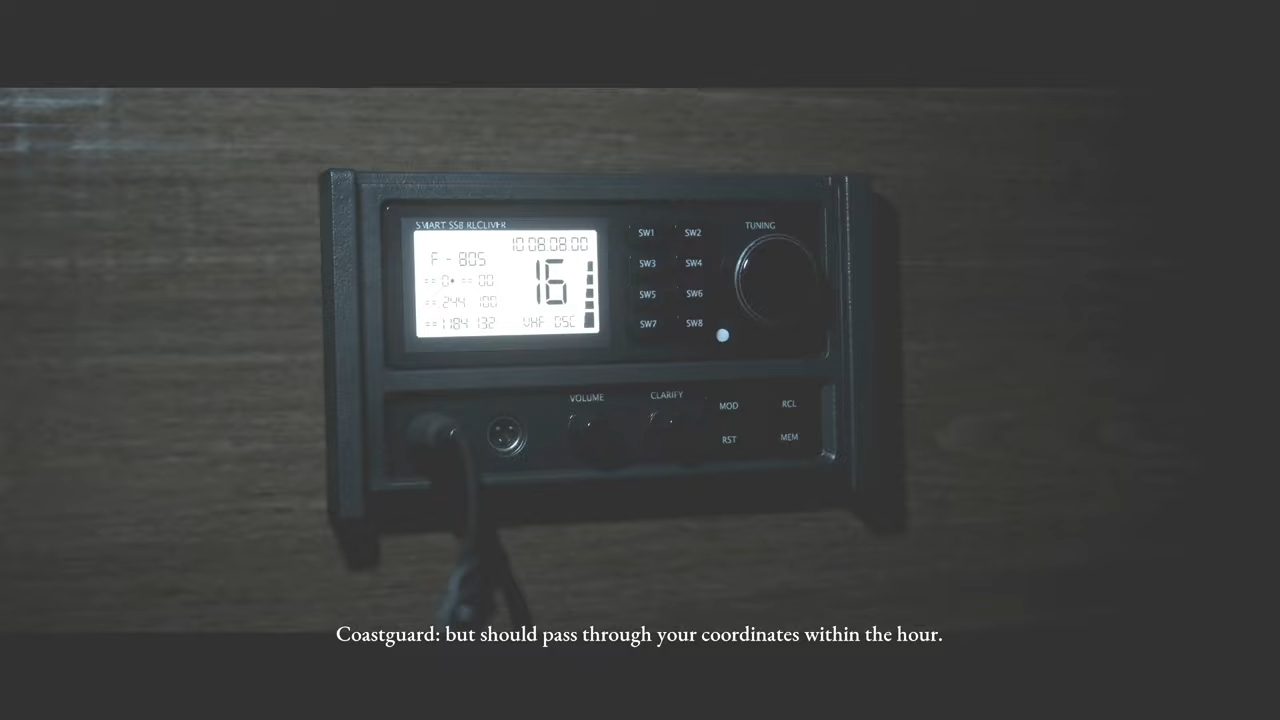 SMART SSB RECEIVER
10:08:08:00
F - 805
16
== 0• == 00
== 244 100
== 1184 132
VHF DSC
SW1
SW2
SW3
SW4
SW5
SW6
SW7
SW8
TUNING
VOLUME
CLARIFY
MOD
RCL
RST
MEM
Coastguard: but should pass through your coordinates within the hour.